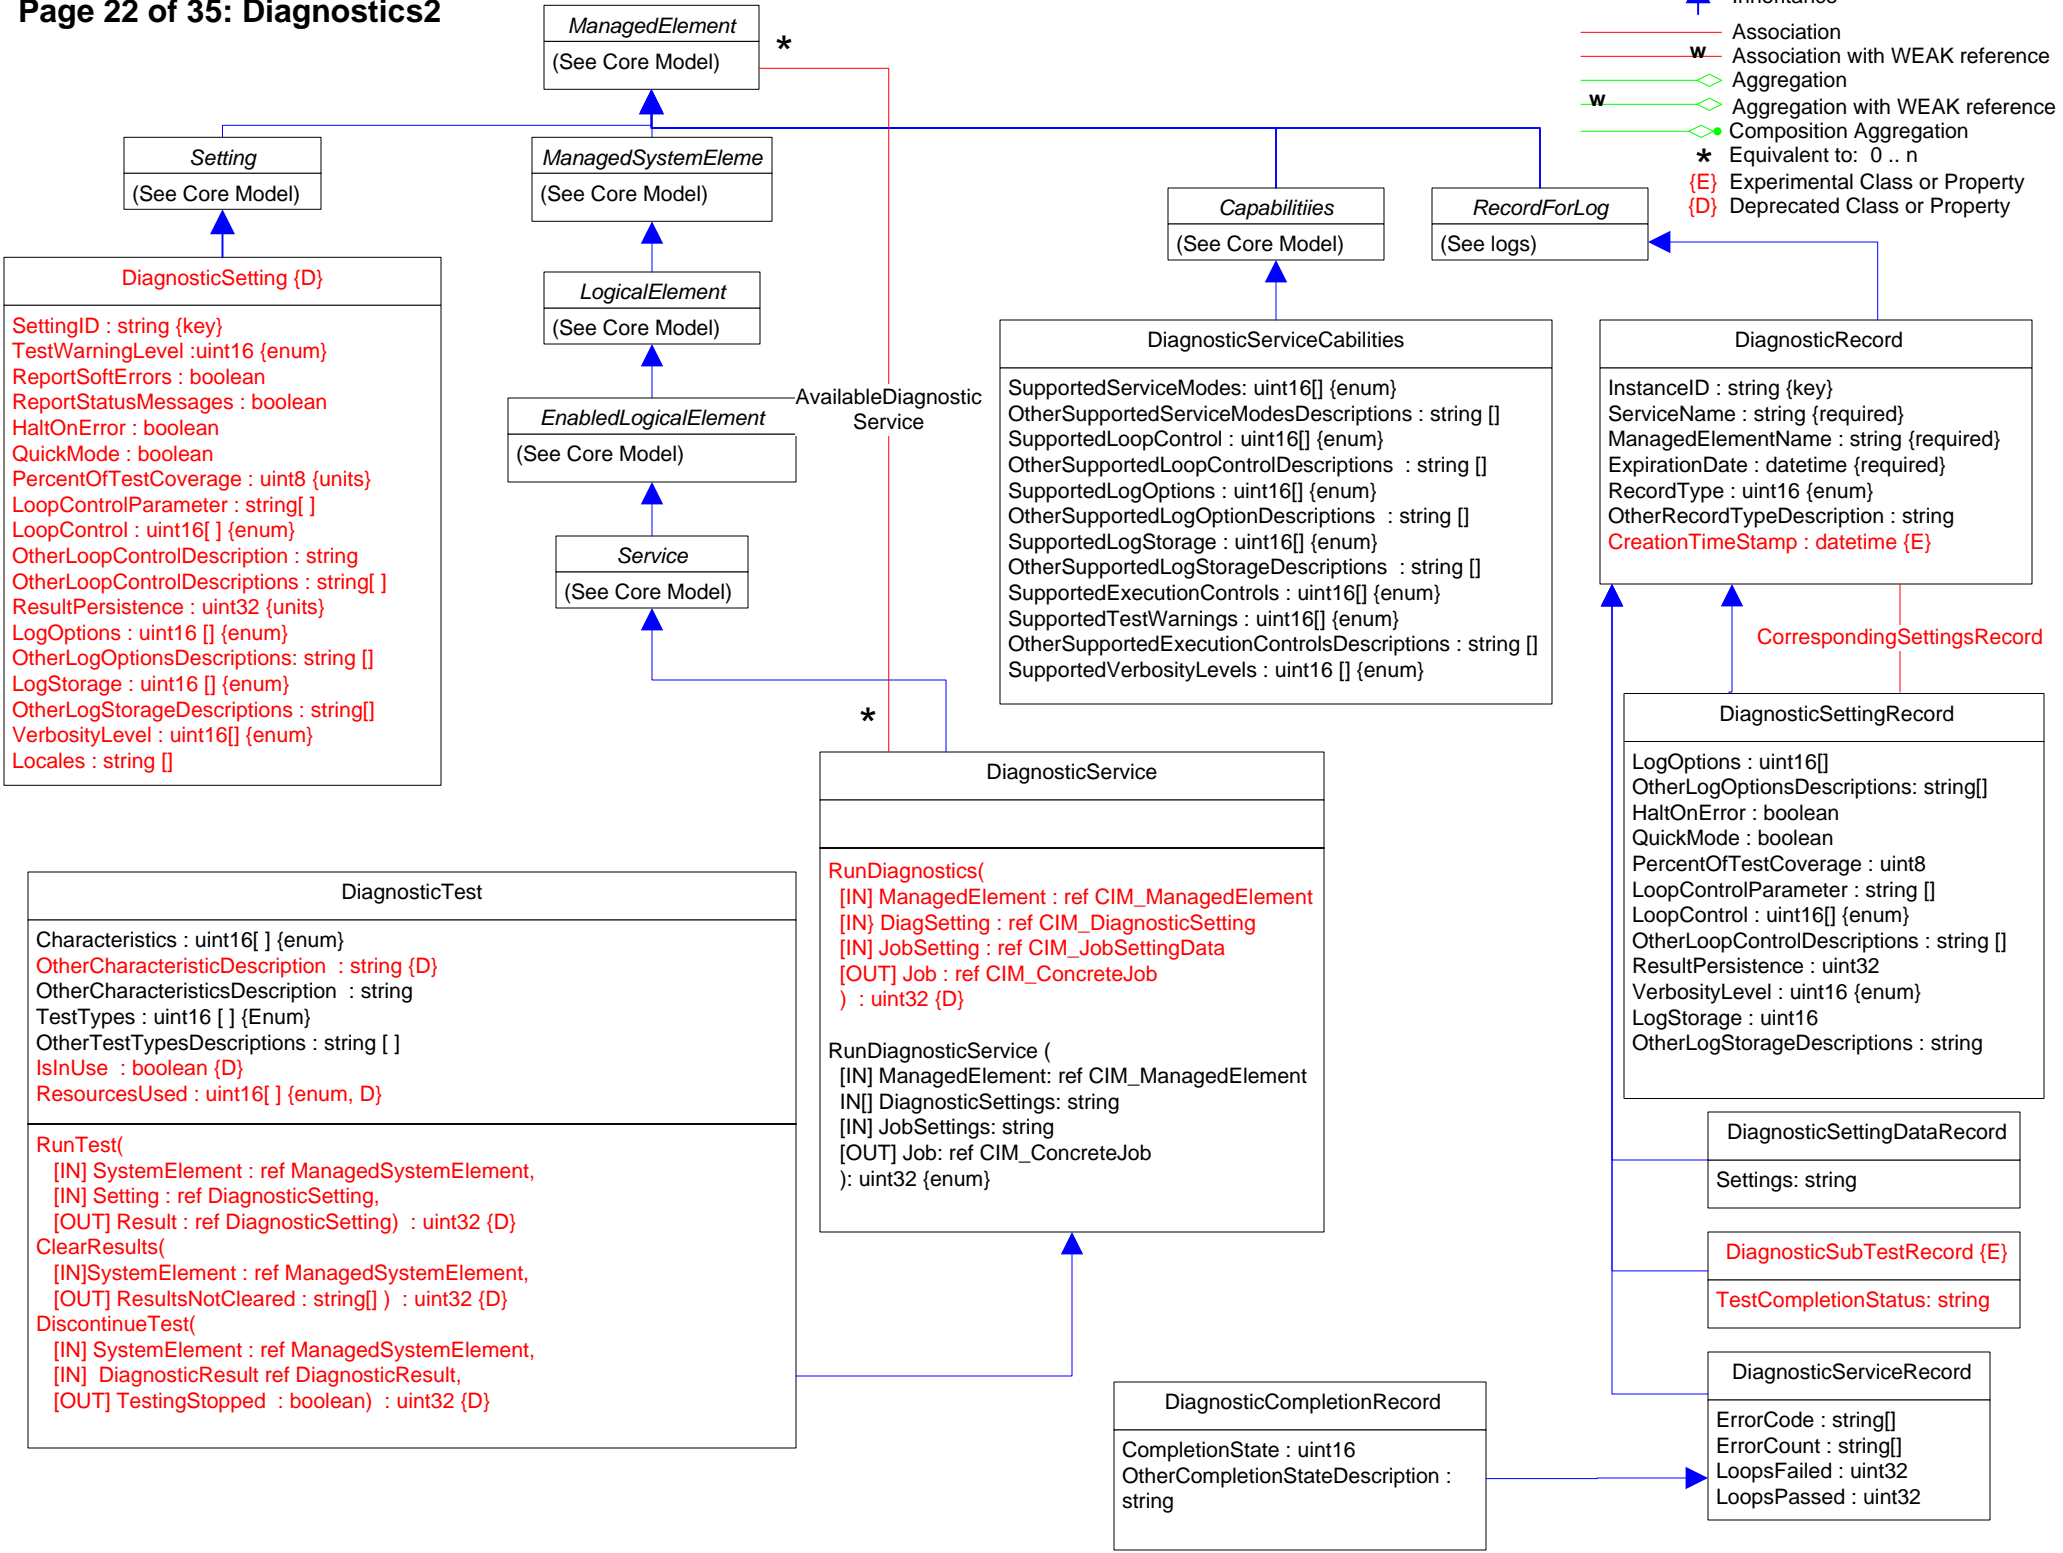 Page 22 of 35: Diagnostics2
Inheritance
Association
w Association with WEAK reference
Aggregation
w Aggregation with WEAK reference
Composition Aggregation
* Equivalent to: 0 .. n
{E} Experimental Class or Property
{D} Deprecated Class or Property
ManagedElement
(See Core Model)
*
Setting
(See Core Model)
ManagedSystemEleme
(See Core Model)
Capabilitiies
(See Core Model)
RecordForLog
(See logs)
LogicalElement
(See Core Model)
EnabledLogicalElement
(See Core Model)
Service
(See Core Model)
AvailableDiagnostic
Service
*
DiagnosticSetting {D}
SettingID : string {key}
TestWarningLevel :uint16 {enum}
ReportSoftErrors : boolean
ReportStatusMessages : boolean
HaltOnError : boolean
QuickMode : boolean
PercentOfTestCoverage : uint8 {units}
LoopControlParameter : string[ ]
LoopControl : uint16[ ] {enum}
OtherLoopControlDescription : string
OtherLoopControlDescriptions : string[ ]
ResultPersistence : uint32 {units}
LogOptions : uint16 [] {enum}
OtherLogOptionsDescriptions: string []
LogStorage : uint16 [] {enum}
OtherLogStorageDescriptions : string[]
VerbosityLevel : uint16[] {enum}
Locales : string []
DiagnosticServiceCabilities
SupportedServiceModes: uint16[] {enum}
OtherSupportedServiceModesDescriptions : string []
SupportedLoopControl : uint16[] {enum}
OtherSupportedLoopControlDescriptions : string []
SupportedLogOptions : uint16[] {enum}
OtherSupportedLogOptionDescriptions : string []
SupportedLogStorage : uint16[] {enum}
OtherSupportedLogStorageDescriptions : string []
SupportedExecutionControls : uint16[] {enum}
SupportedTestWarnings : uint16[] {enum}
OtherSupportedExecutionControlsDescriptions : string []
SupportedVerbosityLevels : uint16 [] {enum}
DiagnosticRecord
InstanceID : string {key}
ServiceName : string {required}
ManagedElementName : string {required}
ExpirationDate : datetime {required}
RecordType : uint16 {enum}
OtherRecordTypeDescription : string
CreationTimeStamp : datetime {E}
CorrespondingSettingsRecord
DiagnosticSettingRecord
LogOptions : uint16[]
OtherLogOptionsDescriptions: string[]
HaltOnError : boolean
QuickMode : boolean
PercentOfTestCoverage : uint8
LoopControlParameter : string []
LoopControl : uint16[] {enum}
OtherLoopControlDescriptions : string []
ResultPersistence : uint32
VerbosityLevel : uint16 {enum}
LogStorage : uint16
OtherLogStorageDescriptions : string
DiagnosticService
RunDiagnostics(
[IN] ManagedElement : ref CIM_ManagedElement
[IN} DiagSetting : ref CIM_DiagnosticSetting
[IN] JobSetting : ref CIM_JobSettingData
[OUT] Job : ref CIM_ConcreteJob
) : uint32 {D}
RunDiagnosticService (
[IN] ManagedElement: ref CIM_ManagedElement
IN[] DiagnosticSettings: string
[IN] JobSettings: string
[OUT] Job: ref CIM_ConcreteJob
): uint32 {enum}
DiagnosticTest
Characteristics : uint16[ ] {enum}
OtherCharacteristicDescription : string {D}
OtherCharacteristicsDescription : string
TestTypes : uint16 [ ] {Enum}
OtherTestTypesDescriptions : string [ ]
IsInUse : boolean {D}
ResourcesUsed : uint16[ ] {enum, D}
RunTest(
[IN] SystemElement : ref ManagedSystemElement,
[IN] Setting : ref DiagnosticSetting,
[OUT] Result : ref DiagnosticSetting) : uint32 {D}
ClearResults(
[IN]SystemElement : ref ManagedSystemElement,
[OUT] ResultsNotCleared : string[] ) : uint32 {D}
DiscontinueTest(
[IN] SystemElement : ref ManagedSystemElement,
[IN] DiagnosticResult ref DiagnosticResult,
[OUT] TestingStopped : boolean) : uint32 {D}
DiagnosticSettingDataRecord
Settings: string
DiagnosticSubTestRecord {E}
TestCompletionStatus: string
DiagnosticServiceRecord
ErrorCode : string[]
ErrorCount : string[]
LoopsFailed : uint32
LoopsPassed : uint32
DiagnosticCompletionRecord
CompletionState : uint16
OtherCompletionStateDescription :
string